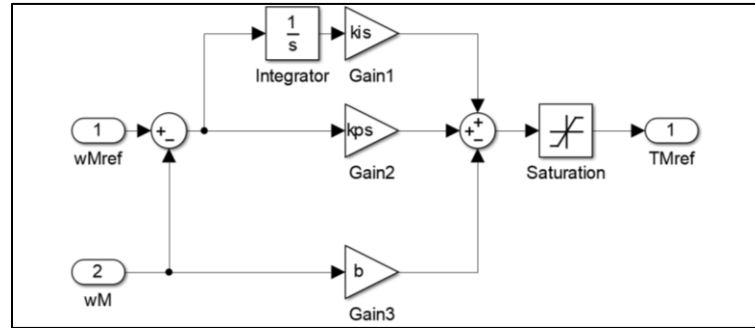 1
s
Integrator
kis
Gain1
1
wMref
+
−
kps
Gain2
+
+
−
Saturation
1
TMref
2
wM
b
Gain3